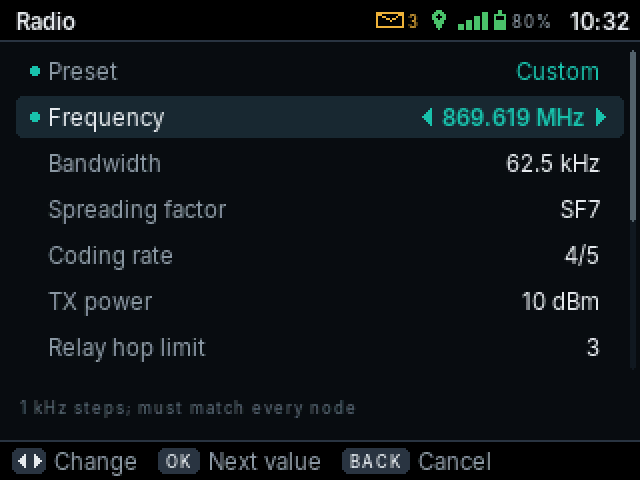 Radio 3 80% 10:32
Preset Custom
Frequency 869.619 MHz
Bandwidth 62.5 kHz
Spreading factor SF7
Coding rate 4/5
TX power 10 dBm
Relay hop limit 3
1 kHz steps; must match every node
Change OK Next value BACK Cancel